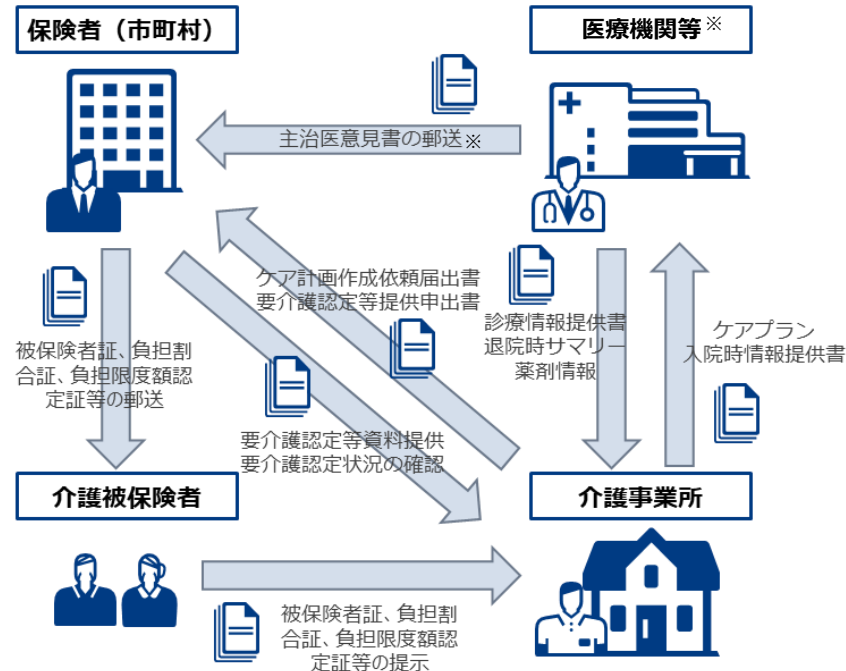 保険者（市町村）
医療機関等※
主治医意見書の郵送※
ケア計画作成依頼届出書
要介護認定等提供申出書
診療情報提供書
退院時サマリー
薬剤情報
ケアプラン
入院時情報提供書
被保険者証、負担割
合証、負担限度額認
定証等の郵送
要介護認定等資料提供
要介護認定状況の確認
介護被保険者
介護事業所
被保険者証、負担割
合証、負担限度額認
定証等の提示